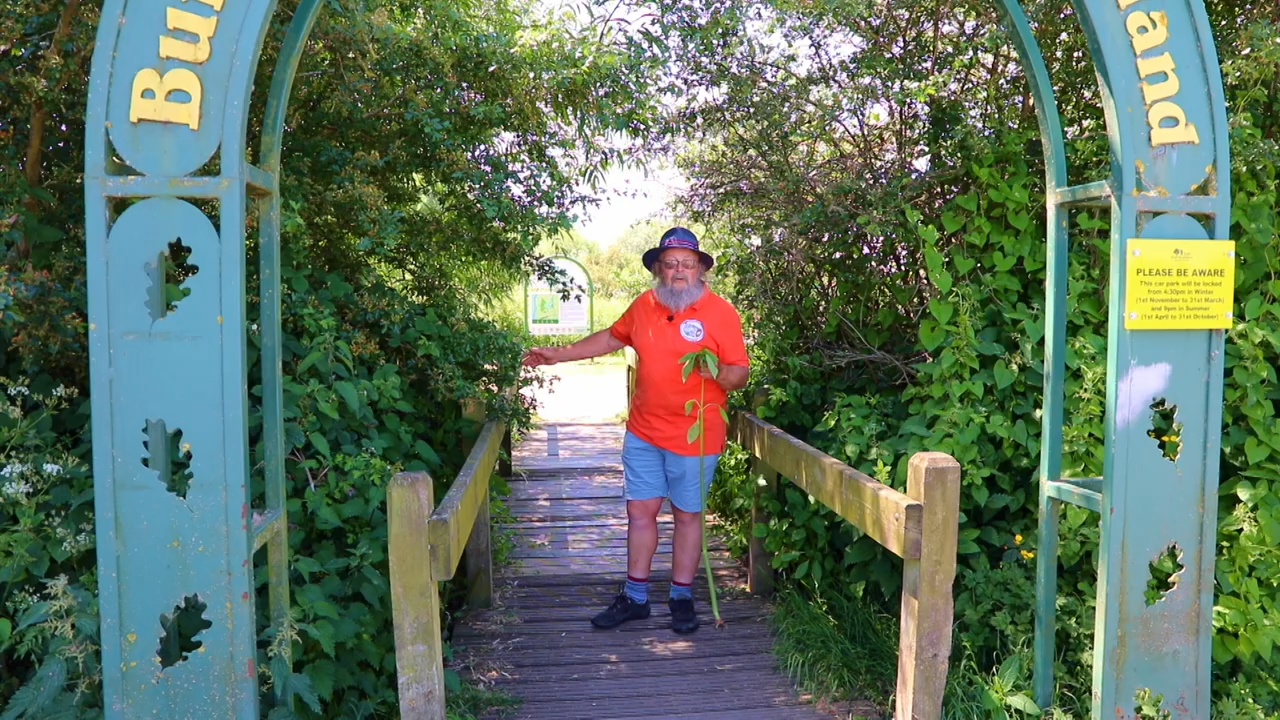 Bu
land
PLEASE BE AWARE
This car park will be locked
from 4:30pm in Winter
(1st November to 31st March)
and 9pm in Summer
(1st April to 31st October)